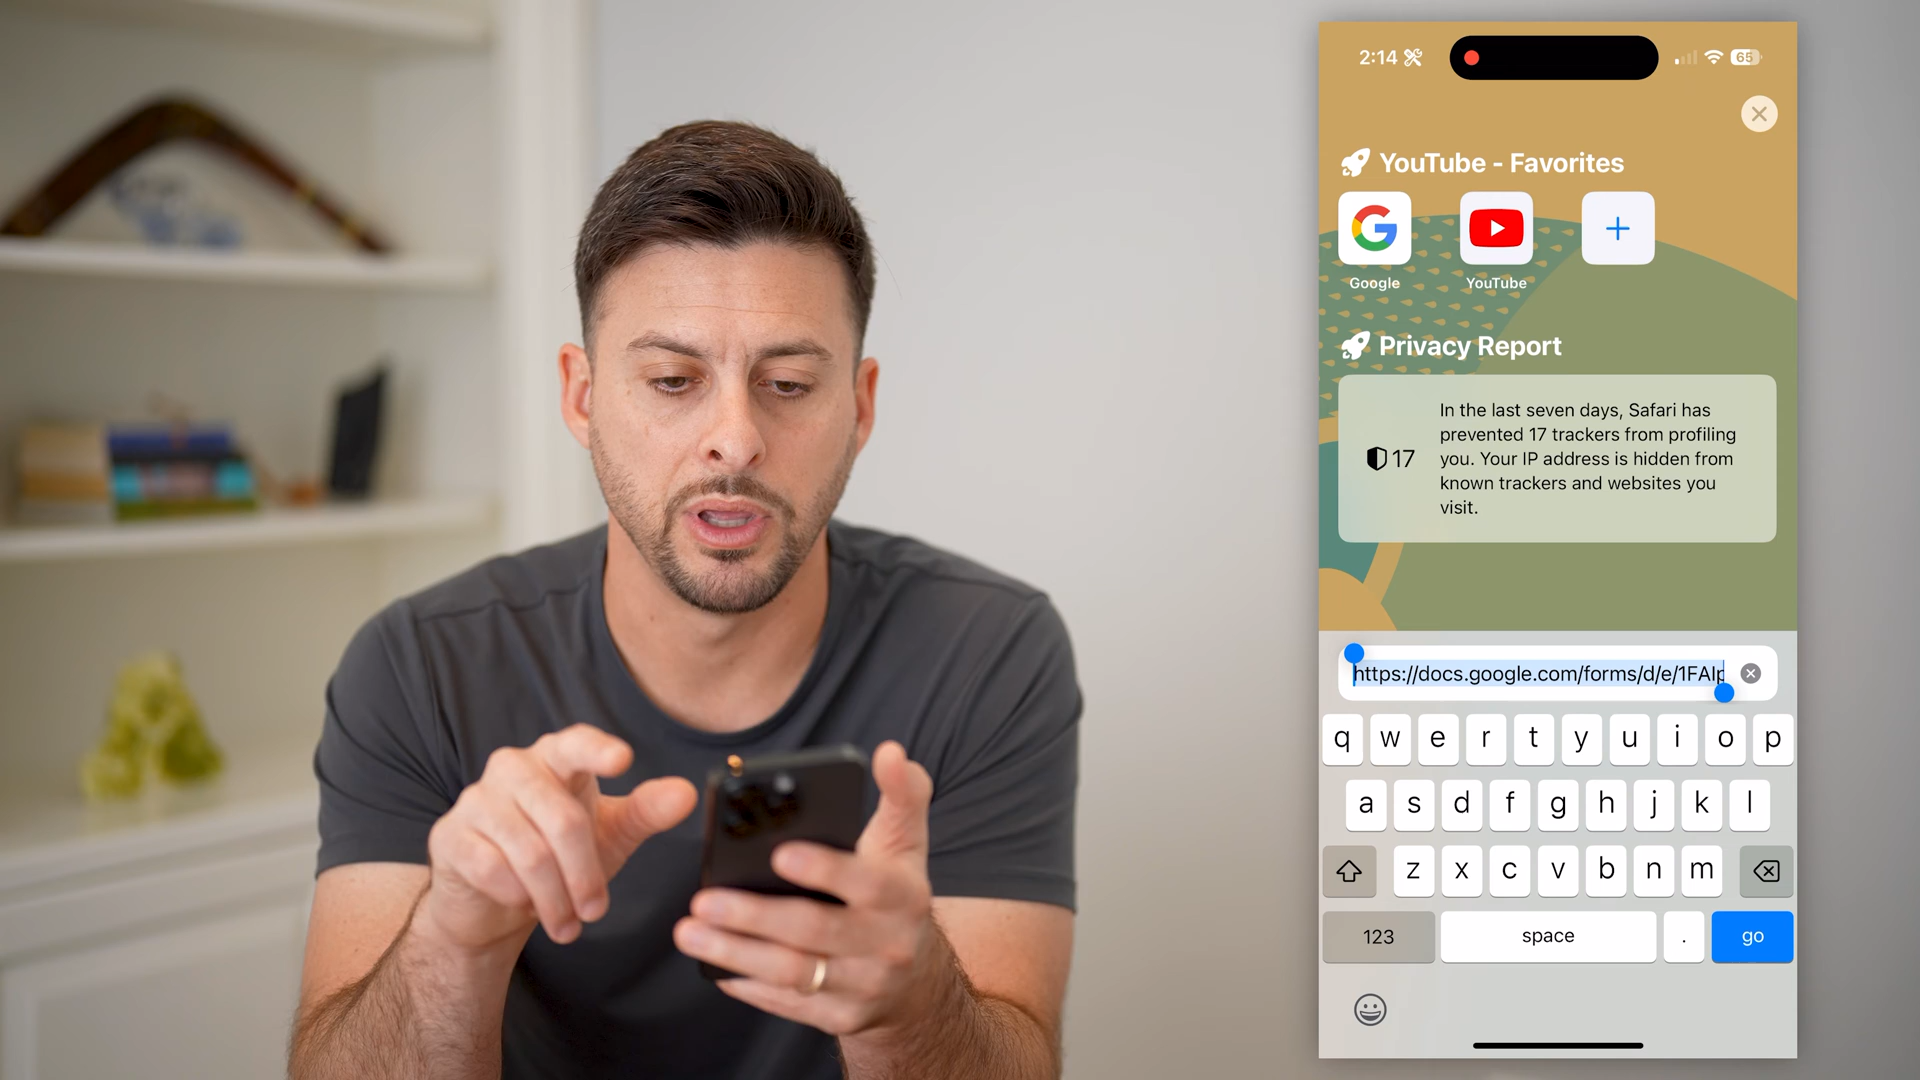 2:14
65
YouTube - Favorites
Google
YouTube
Privacy Report
In the last seven days, Safari has
prevented 17 trackers from profiling
you. Your IP address is hidden from
known trackers and websites you
visit.
17
https://docs.google.com/forms/d/e/1FAIp
q w e r t y u i o p
a s d f g h j k l
z x c v b n m
123 space . go